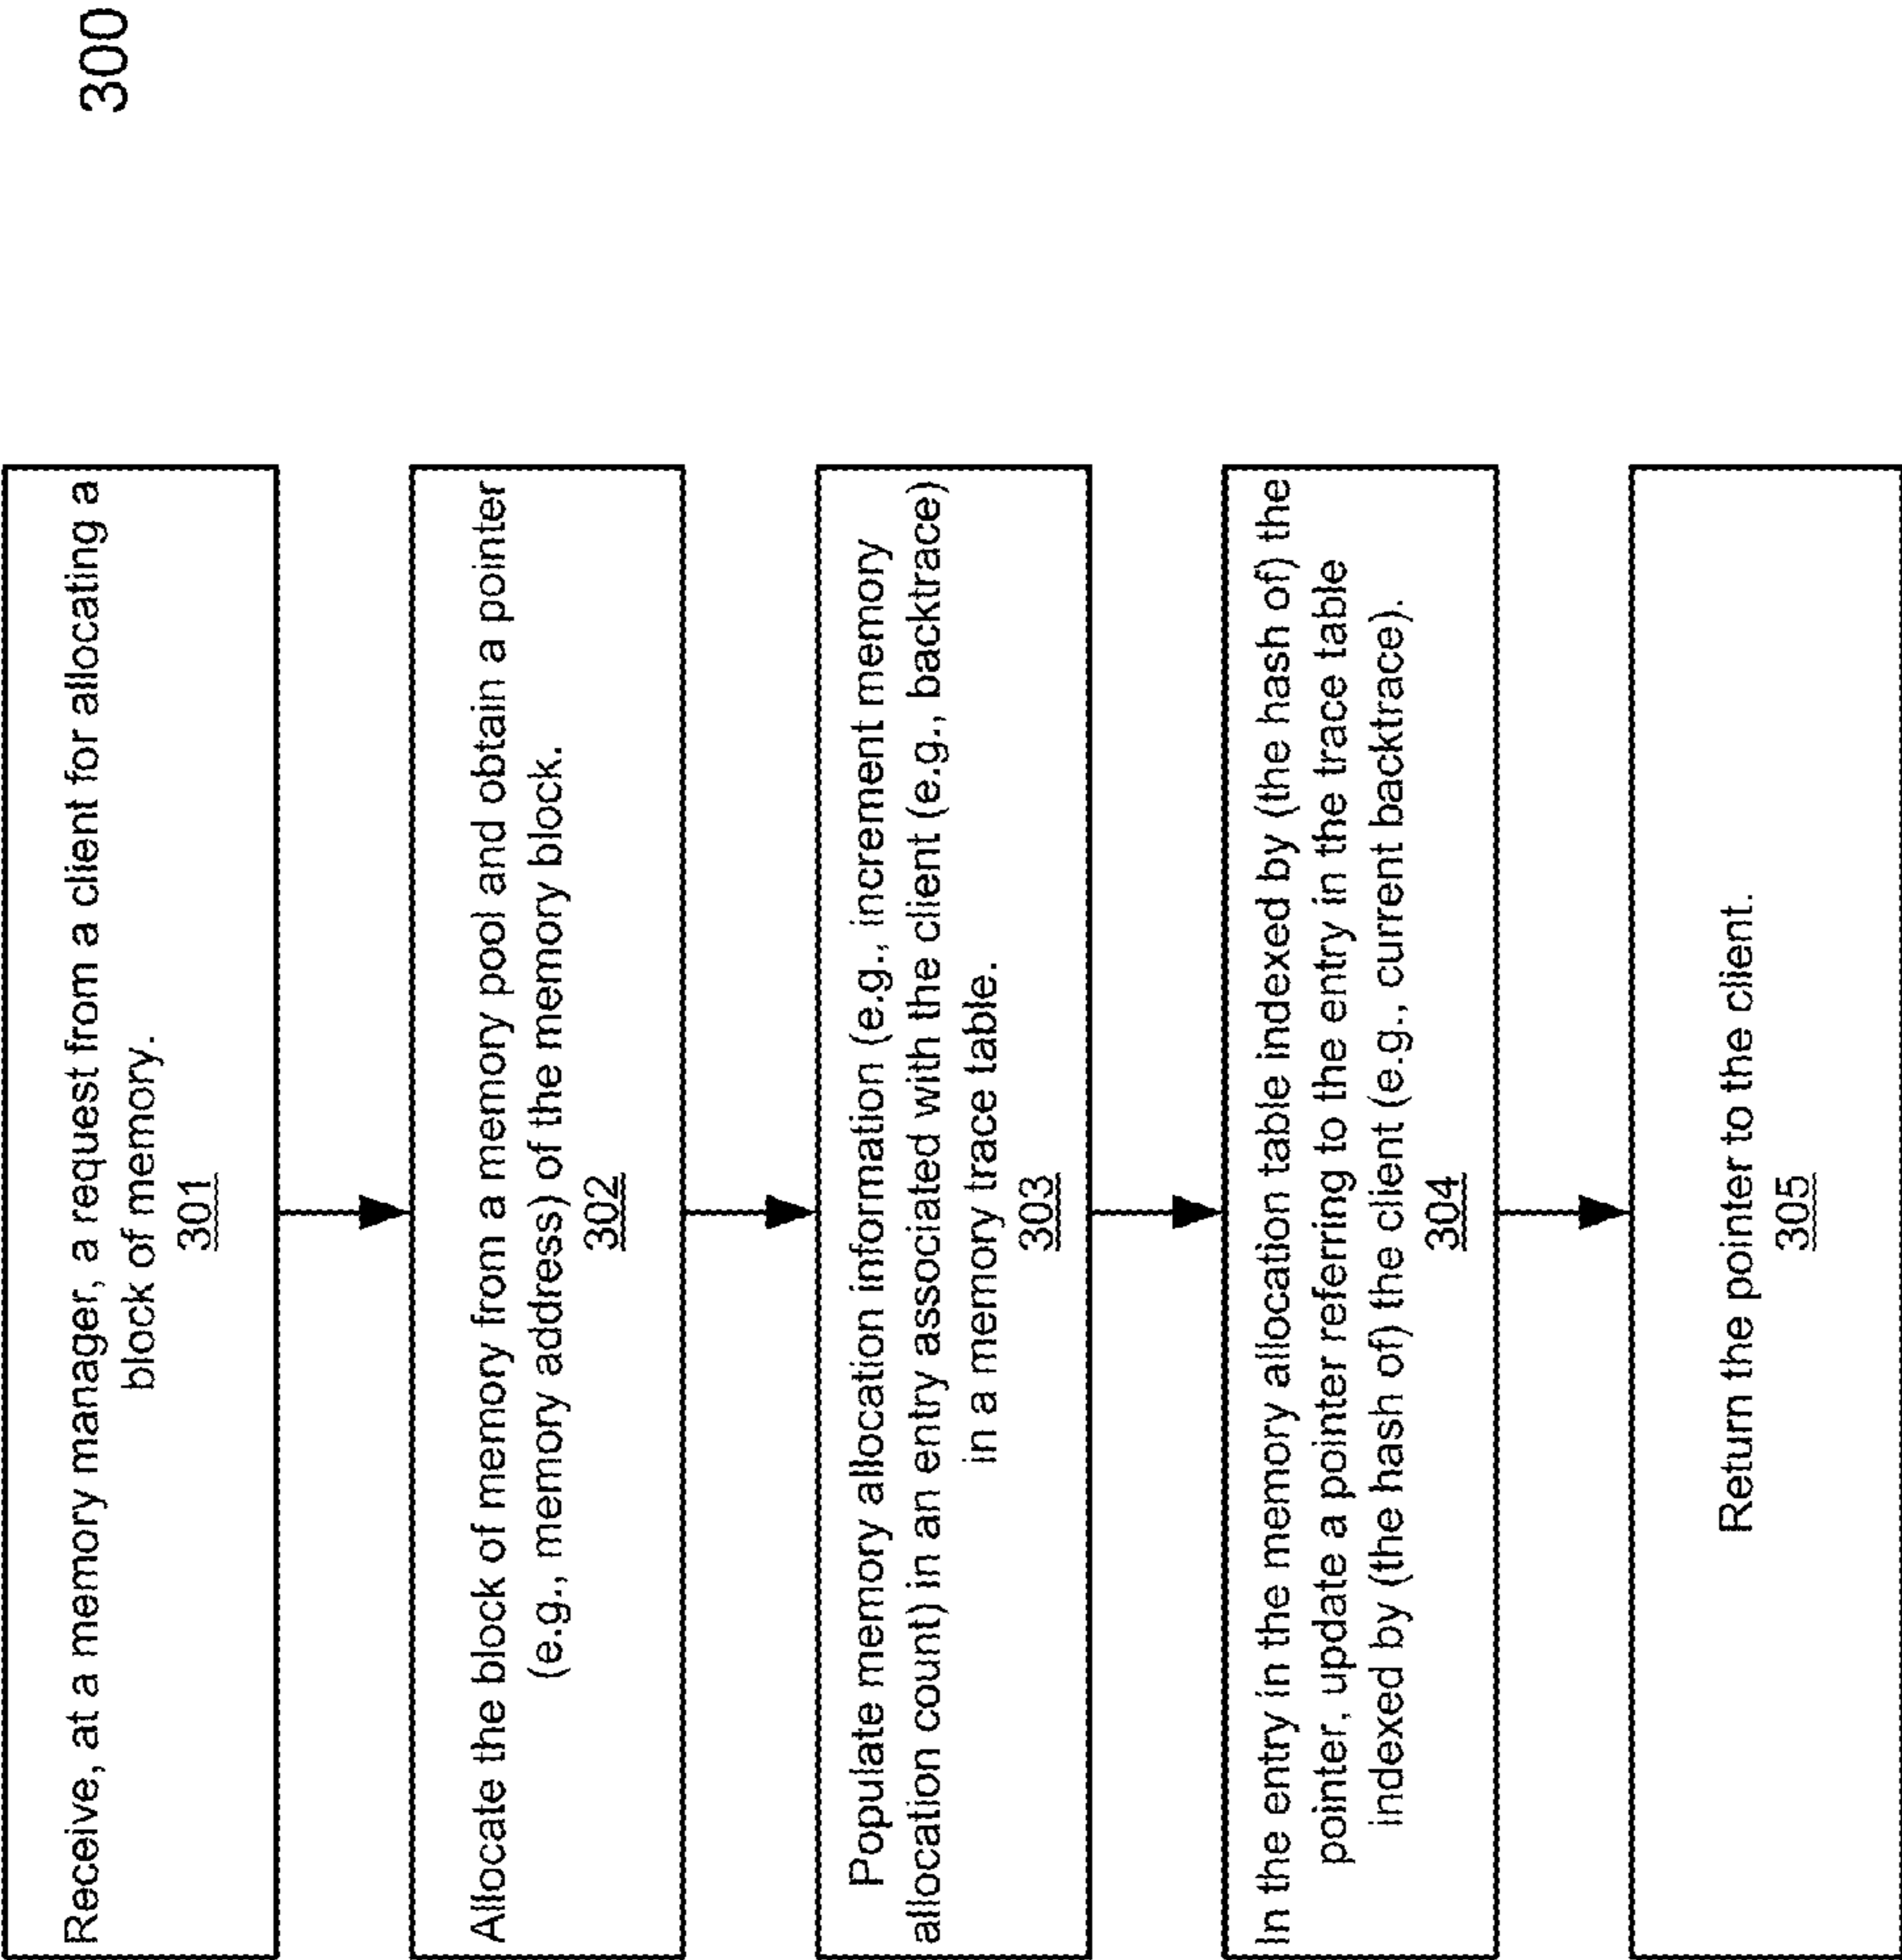 300
Receive, at a memory manager, a request from a client for allocating a
block of memory.
301
Allocate the block of memory from a memory pool and obtain a pointer
(e.g., memory address) of the memory block.
302
Populate memory allocation information (e.g., increment memory
allocation count) in an entry associated with the client (e.g., backtrace)
in a memory trace table.
303
In the entry in the memory allocation table indexed by (the hash of) the
pointer, update a pointer referring to the entry in the trace table
indexed by (the hash of) the client (e.g., current backtrace).
304
Return the pointer to the client.
305